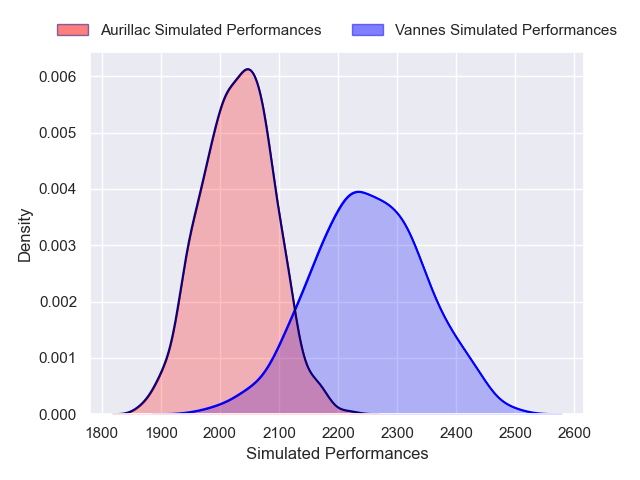 Aurillac Simulated Performances
Vannes Simulated Performances
0.006
0.005
0.004
0.003
0.002
0.001
0.000
Density
1800 1900 2000 2100 2200 2300 2400 2500 2600
Simulated Performances